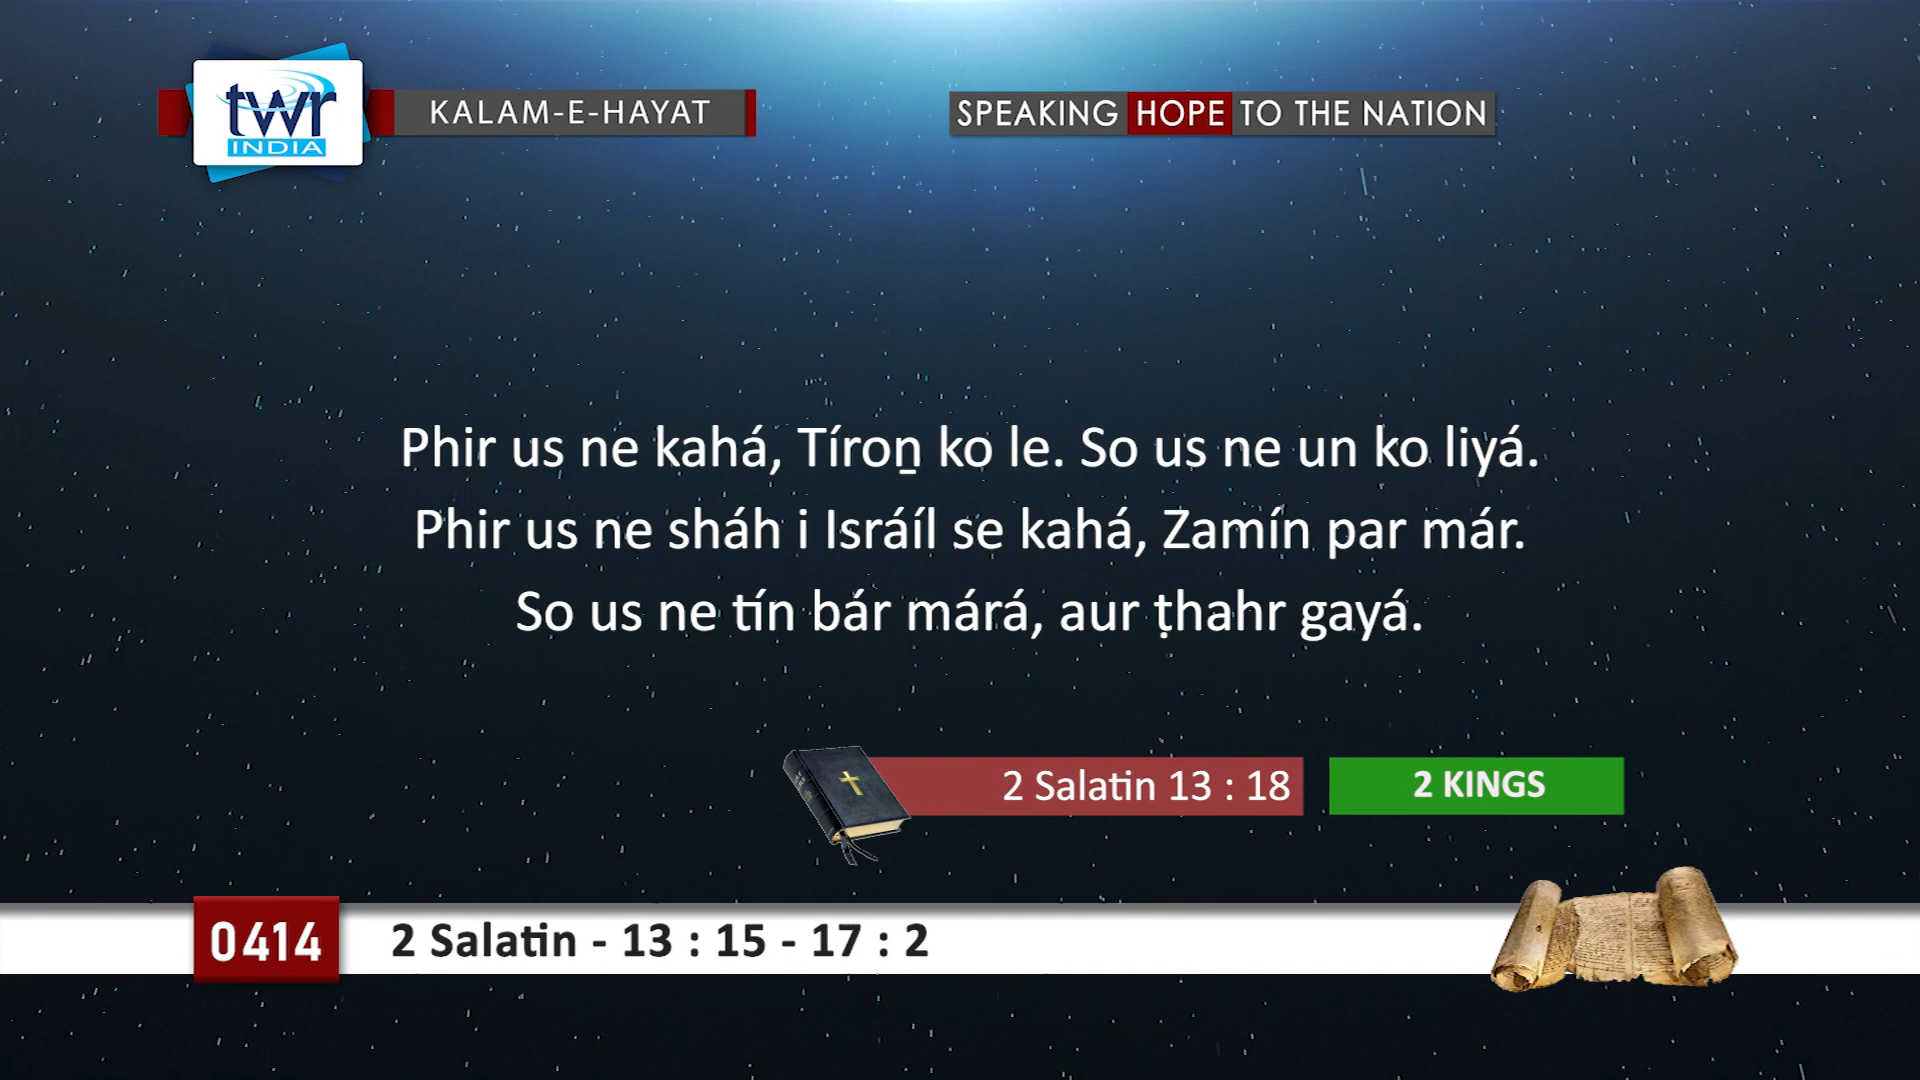 twr
INDIA
KALAM-E-HAYAT
SPEAKING HOPE TO THE NATION
Phir us ne kahá, Tíroṉ ko le. So us ne un ko liyá.
Phir us ne sháh i Isráíl se kahá, Zamín par már.
So us ne tín bár márá, aur ṭhahr gayá.
2 Salatin 13 : 18
2 KINGS
0414
2 Salatin - 13 : 15 - 17 : 2